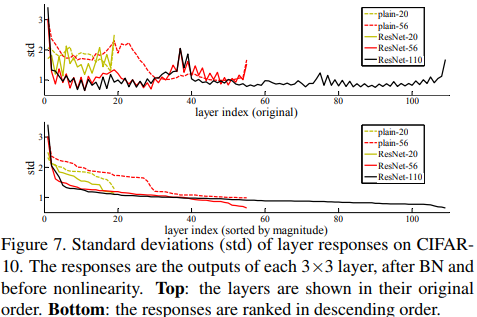 3
2
1
std
plain-20
plain-56
ResNet-20
ResNet-56
ResNet-110
0 20 40 60 80 100
layer index (original)
3
2
1
std
plain-20
plain-56
ResNet-20
ResNet-56
ResNet-110
0 20 40 60 80 100
layer index (sorted by magnitude)
Figure 7. Standard deviations (std) of layer responses on CIFAR-
10. The responses are the outputs of each 3×3 layer, after BN and
before nonlinearity. Top: the layers are shown in their original
order. Bottom: the responses are ranked in descending order.